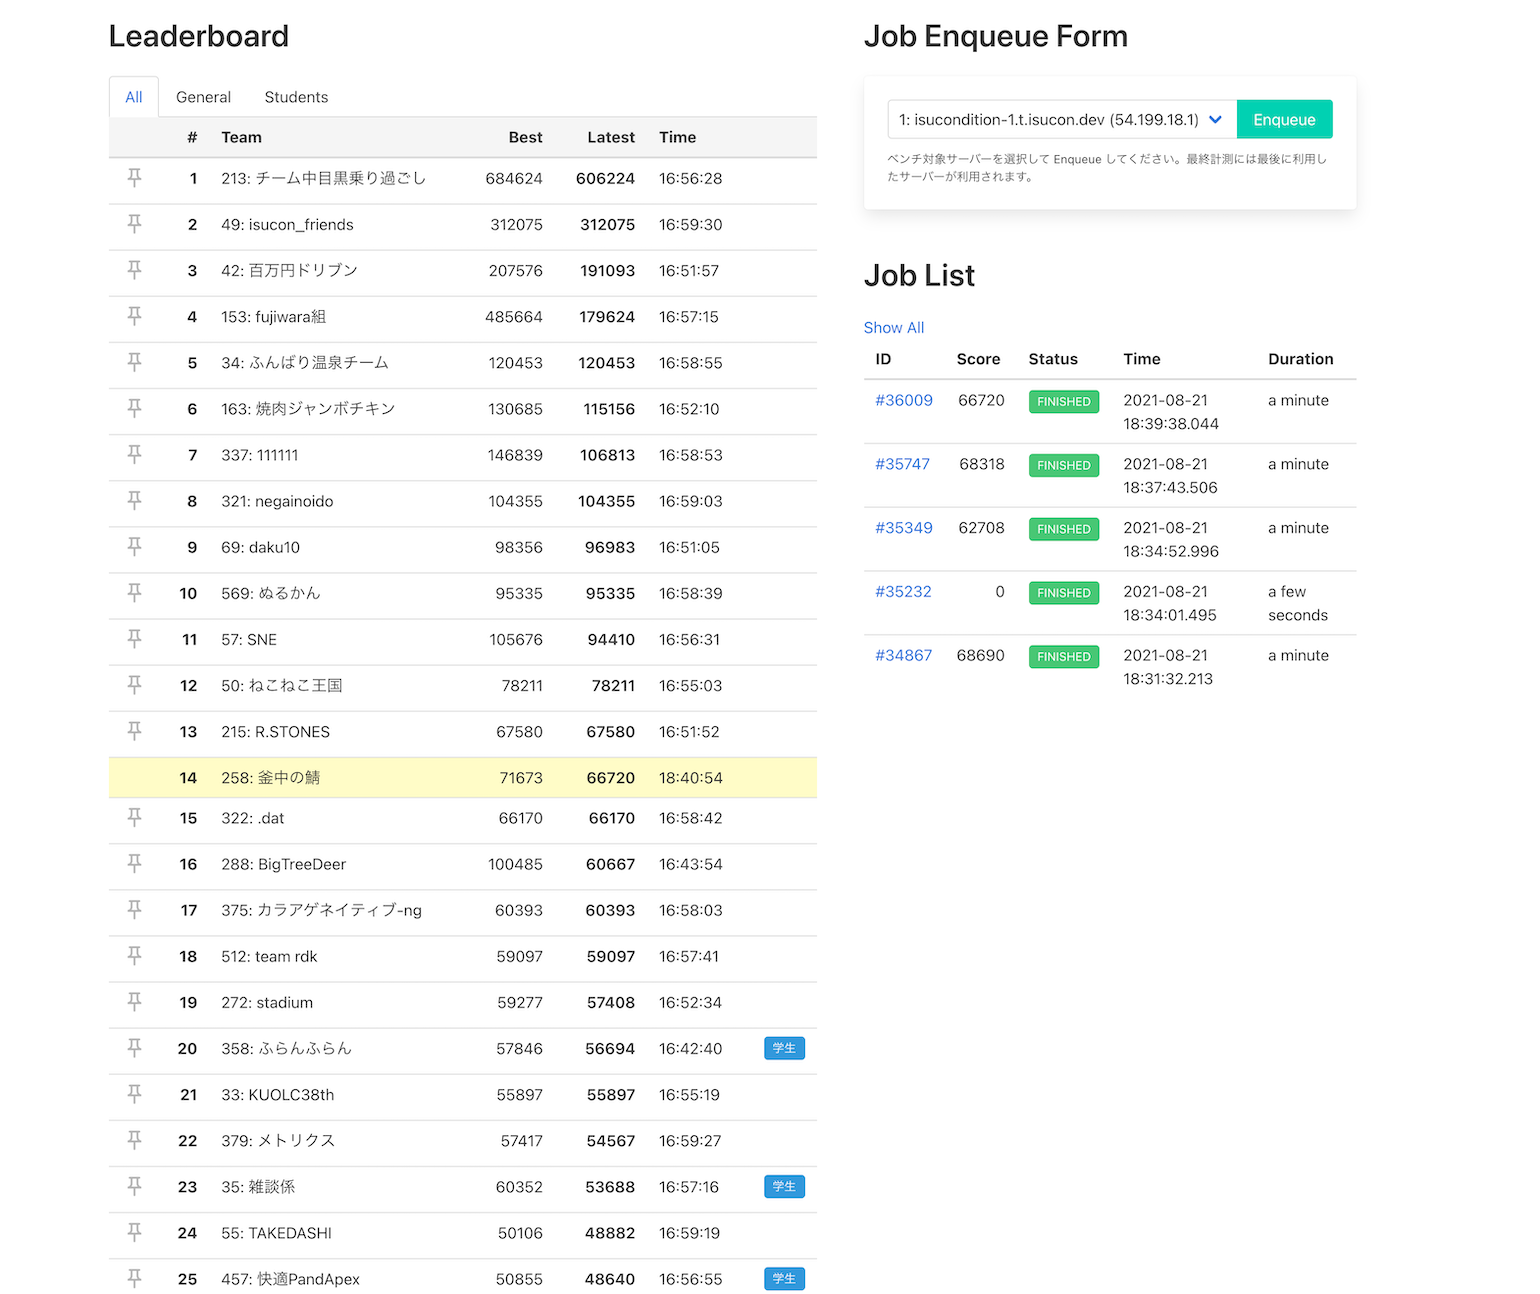 Leaderboard
All General Students
# Team Best Latest Time
1 213: チーム中目黒乗り過ごし 684624 606224 16:56:28
2 49: isucon_friends 312075 312075 16:59:30
3 42: 百万円ドリブン 207576 191093 16:51:57
4 153: fujiwara組 485664 179624 16:57:15
5 34: ふんばり温泉チーム 120453 120453 16:58:55
6 163: 焼肉ジャンボチキン 130685 115156 16:52:10
7 337: 111111 146839 106813 16:58:53
8 321: negainoido 104355 104355 16:59:03
9 69: daku10 98356 96983 16:51:05
10 569: ぬるかん 95335 95335 16:58:39
11 57: SNE 105676 94410 16:56:31
12 50: ねこねこ王国 78211 78211 16:55:03
13 215: R.STONES 67580 67580 16:51:52
14 258: 釜中の鯖 71673 66720 18:40:54
15 322: .dat 66170 66170 16:58:42
16 288: BigTreeDeer 100485 60667 16:43:54
17 375: カラアゲネイティブ-ng 60393 60393 16:58:03
18 512: team rdk 59097 59097 16:57:41
19 272: stadium 59277 57408 16:52:34
20 358: ふらんふらん 57846 56694 16:42:40 学生
21 33: KUOLC38th 55897 55897 16:55:19
22 379: メトリクス 57417 54567 16:59:27
23 35: 雑談係 60352 53688 16:57:16 学生
24 55: TAKEDASHI 50106 48882 16:59:19
25 457: 快適PandApex 50855 48640 16:56:55 学生
Job Enqueue Form
1: isucondition-1.t.isucon.dev (54.199.18.1) Enqueue
ベンチ対象サーバーを選択して Enqueue してください。最終計測には最後に利用し
たサーバーが利用されます。
Job List
Show All
ID Score Status Time Duration
#36009 66720 FINISHED 2021-08-21 a minute
18:39:38.044
#35747 68318 FINISHED 2021-08-21 a minute
18:37:43.506
#35349 62708 FINISHED 2021-08-21 a minute
18:34:52.996
#35232 0 FINISHED 2021-08-21 a few
18:34:01.495 seconds
#34867 68690 FINISHED 2021-08-21 a minute
18:31:32.213